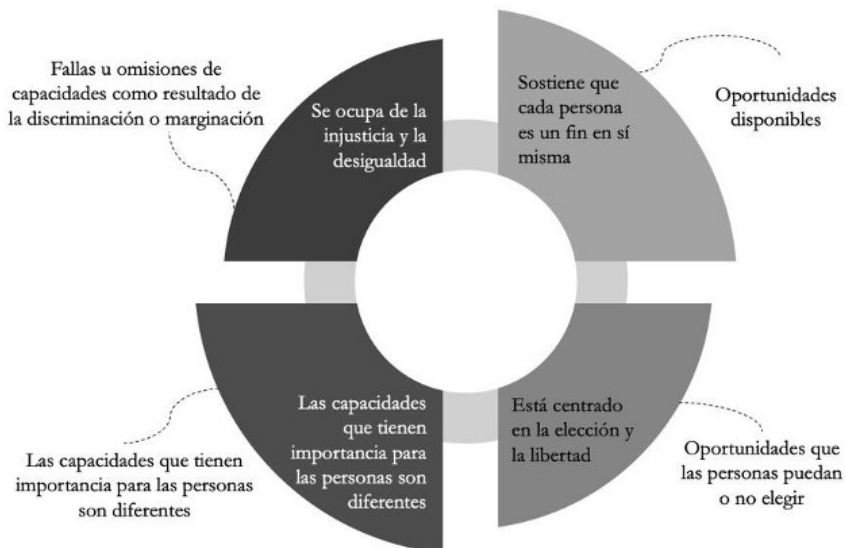 Fallas u omisiones de
capacidades como resultado de
la discriminación o marginación
Se ocupa de la
injusticia y la
desigualdad
Sostiene que
cada persona
es un fin en sí
misma
Oportunidades
disponibles
Las capacidades que tienen
importancia para las personas
son diferentes
Las capacidades
que tienen
importancia para
las personas son
diferentes
Está centrado
en la elección y
la libertad
Oportunidades que
las personas puedan
o no elegir